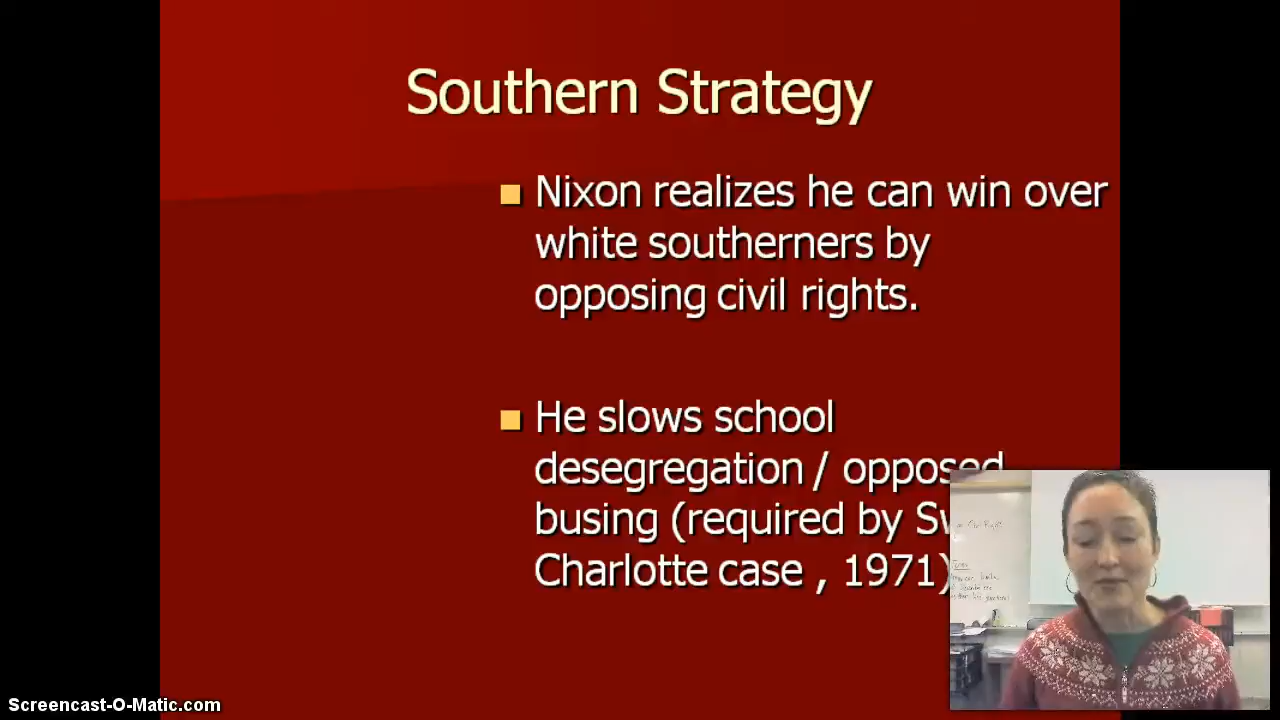 Southern Strategy
Nixon realizes he can win over
white southerners by
opposing civil rights.
He slows school
desegregation / opposed
busing (required by
Charlotte case , 1971)
Screencast-O-Matic.com